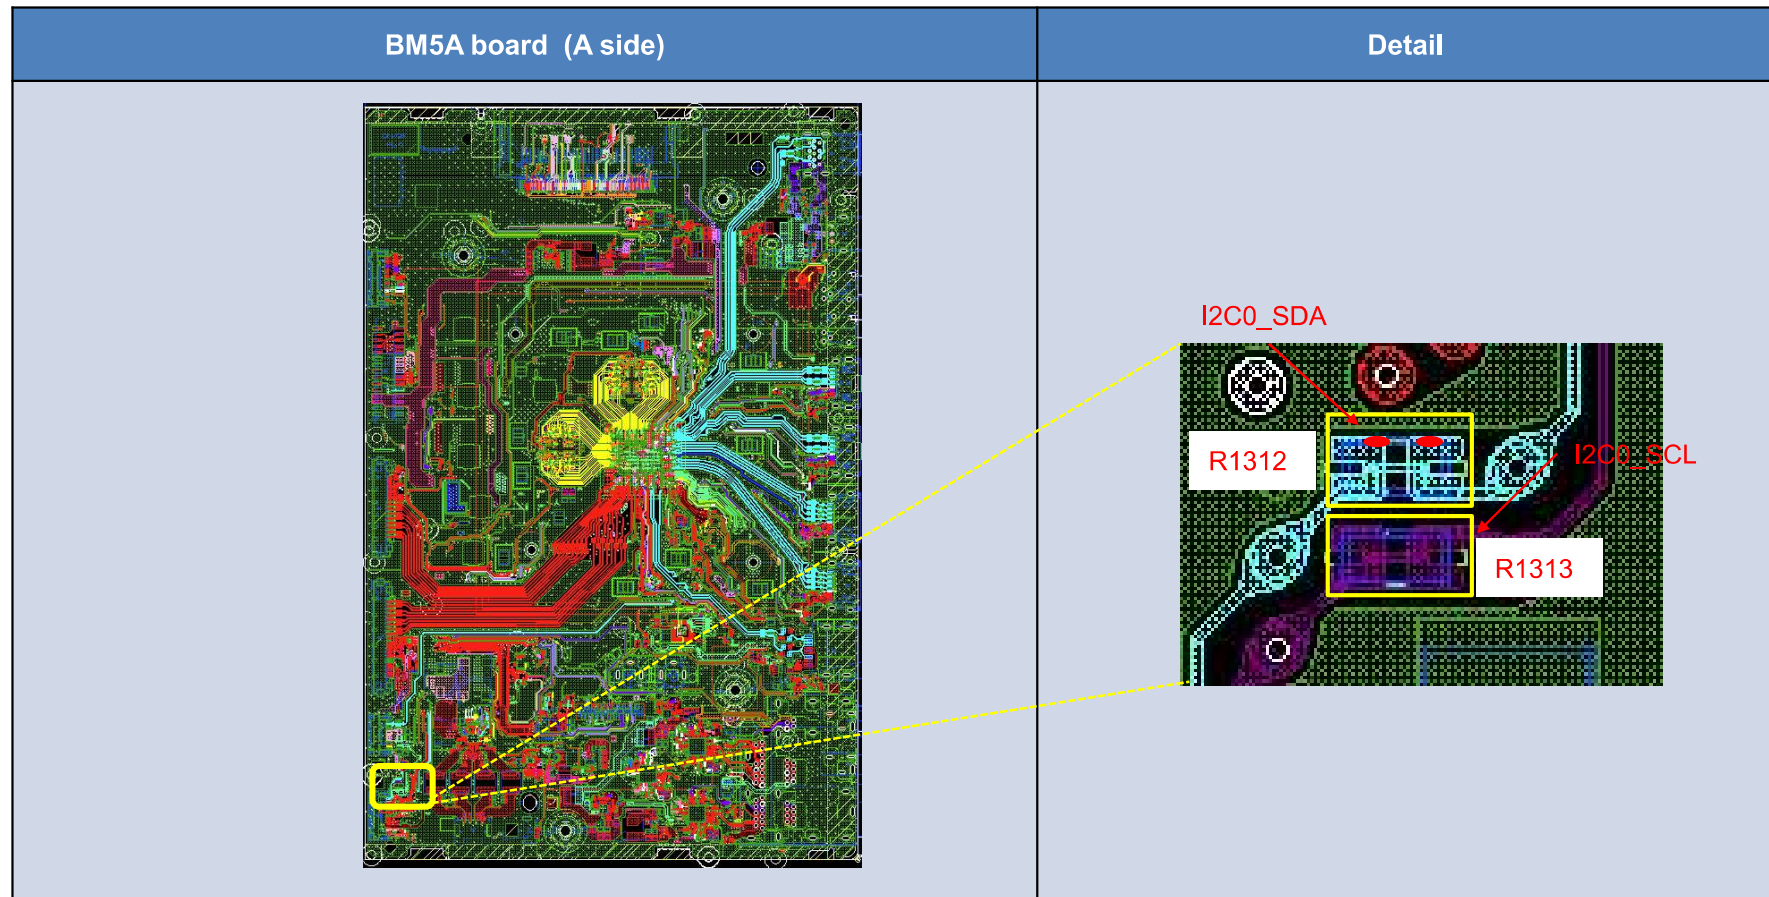 BM5A board (A side)
Detail
I2C0_SDA
R1312
I2C0_SCL
R1313